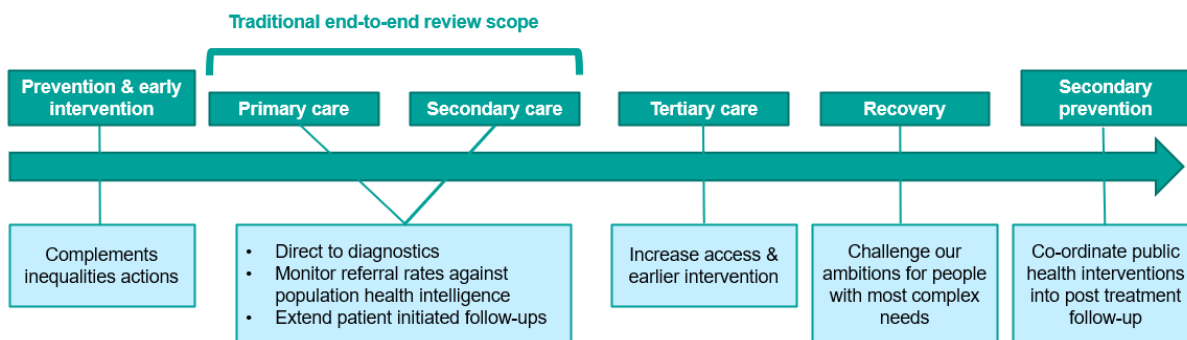 Traditional end-to-end review scope
Prevention & early
intervention
Primary care
Secondary care
Tertiary care
Recovery
Secondary
prevention
Complements
inequalities actions
• Direct to diagnostics
• Monitor referral rates against
population health intelligence
• Extend patient initiated follow-ups
Increase access &
earlier intervention
Challenge our
ambitions for people
with most complex
needs
Co-ordinate public
health interventions
into post treatment
follow-up